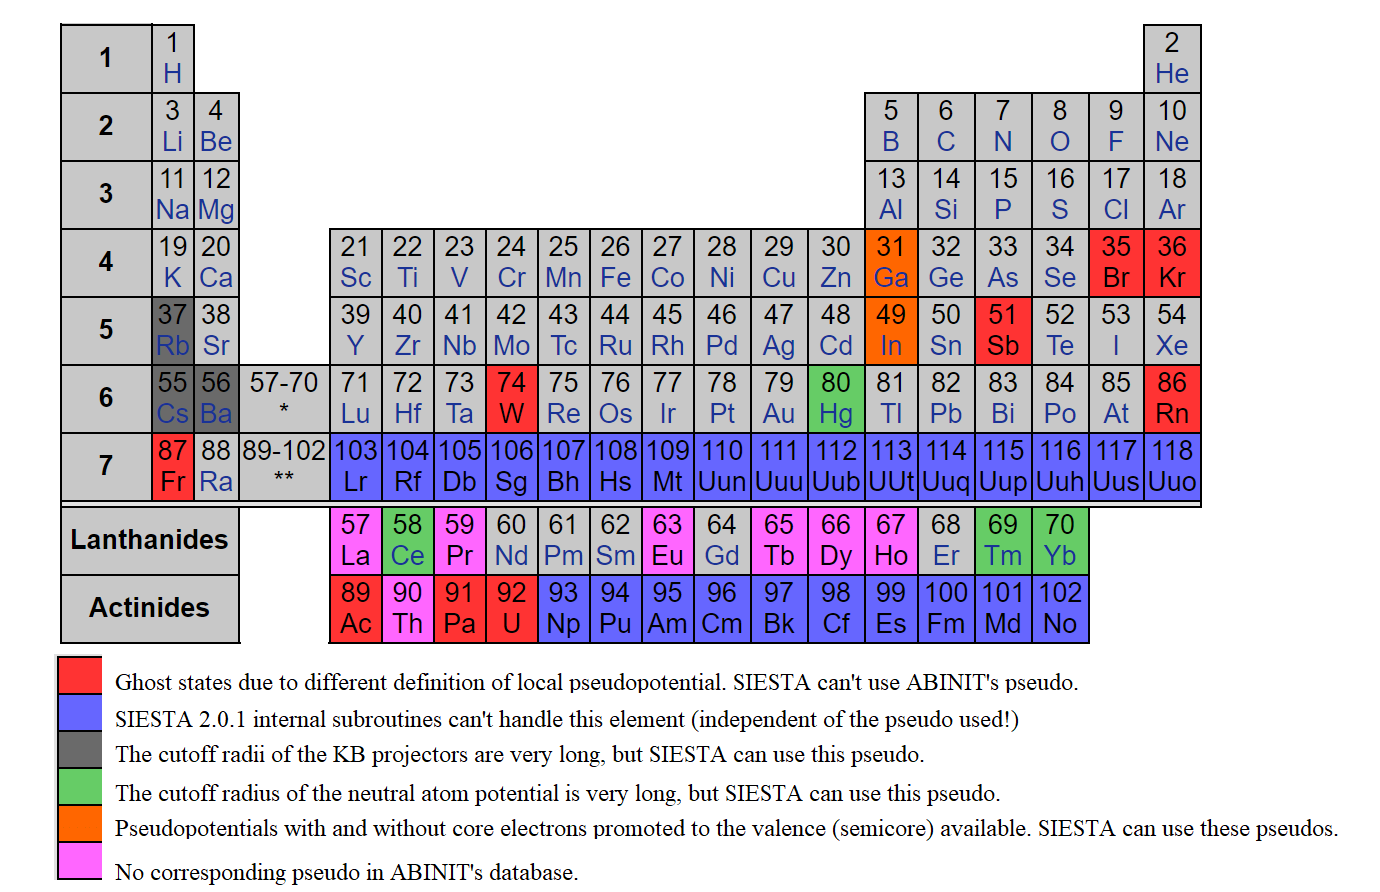 1 1 2
H He
2 3 4 5 6 7 8 9 10
Li Be B C N O F Ne
3 11 12 13 14 15 16 17 18
Na Mg Al Si P S Cl Ar
4 19 20 21 22 23 24 25 26 27 28 29 30 31 32 33 34 35 36
K Ca Sc Ti V Cr Mn Fe Co Ni Cu Zn Ga Ge As Se Br Kr
5 37 38 39 40 41 42 43 44 45 46 47 48 49 50 51 52 53 54
Rb Sr Y Zr Nb Mo Tc Ru Rh Pd Ag Cd In Sn Sb Te I Xe
6 55 56 57-70 71 72 73 74 75 76 77 78 79 80 81 82 83 84 85 86
Cs Ba * Lu Hf Ta W Re Os Ir Pt Au Hg Tl Pb Bi Po At Rn
7 87 88 89-102 103 104 105 106 107 108 109 110 111 112 113 114 115 116 117 118
Fr Ra ** Lr Rf Db Sg Bh Hs Mt Uun Uuu Uub UUt Uuq Uup Uuh Uus Uuo
Lanthanides 57 58 59 60 61 62 63 64 65 66 67 68 69 70
La Ce Pr Nd Pm Sm Eu Gd Tb Dy Ho Er Tm Yb
Actinides 89 90 91 92 93 94 95 96 97 98 99 100 101 102
Ac Th Pa U Np Pu Am Cm Bk Cf Es Fm Md No
Ghost states due to different definition of local pseudopotential. SIESTA can't use ABINIT's pseudo.
SIESTA 2.0.1 internal subroutines can't handle this element (independent of the pseudo used!)
The cutoff radii of the KB projectors are very long, but SIESTA can use this pseudo.
The cutoff radius of the neutral atom potential is very long, but SIESTA can use this pseudo.
Pseudopotentials with and without core electrons promoted to the valence (semicore) available. SIESTA can use these pseudos.
No corresponding pseudo in ABINIT's database.